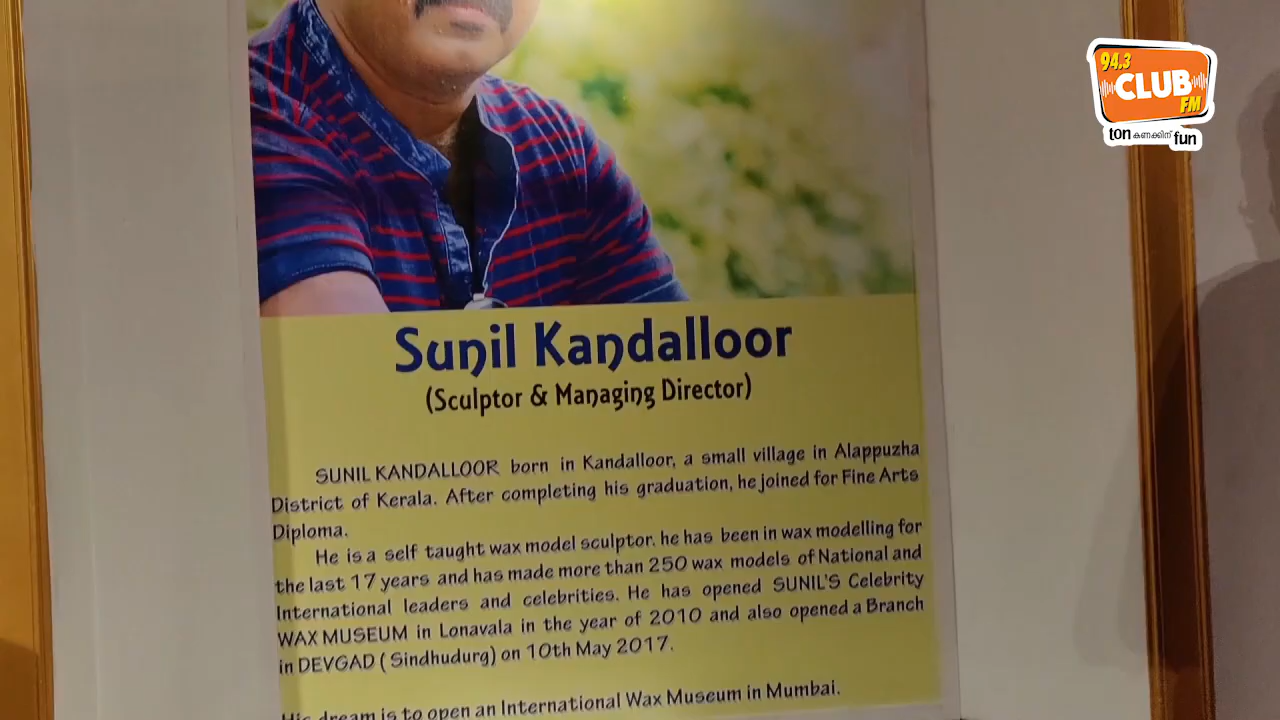 94.3
CLUB
FM
ton കണക്കിന് fun
Sunil Kandalloor
(Sculptor & Managing Director)
SUNIL KANDALLOOR born in Kandalloor, a small village in Alappuzha
District of Kerala. After completing his graduation, he joined for Fine Arts
Diploma.
He is a self taught wax model sculptor. he has been in wax modelling for
the last 17 years and has made more than 250 wax models of National and
International leaders and celebrities. He has opened SUNIL'S Celebrity
WAX MUSEUM in Lonavala in the year of 2010 and also opened a Branch
in DEVGAD ( Sindhudurg) on 10th May 2017.
His dream is to open an International Wax Museum in Mumbai.